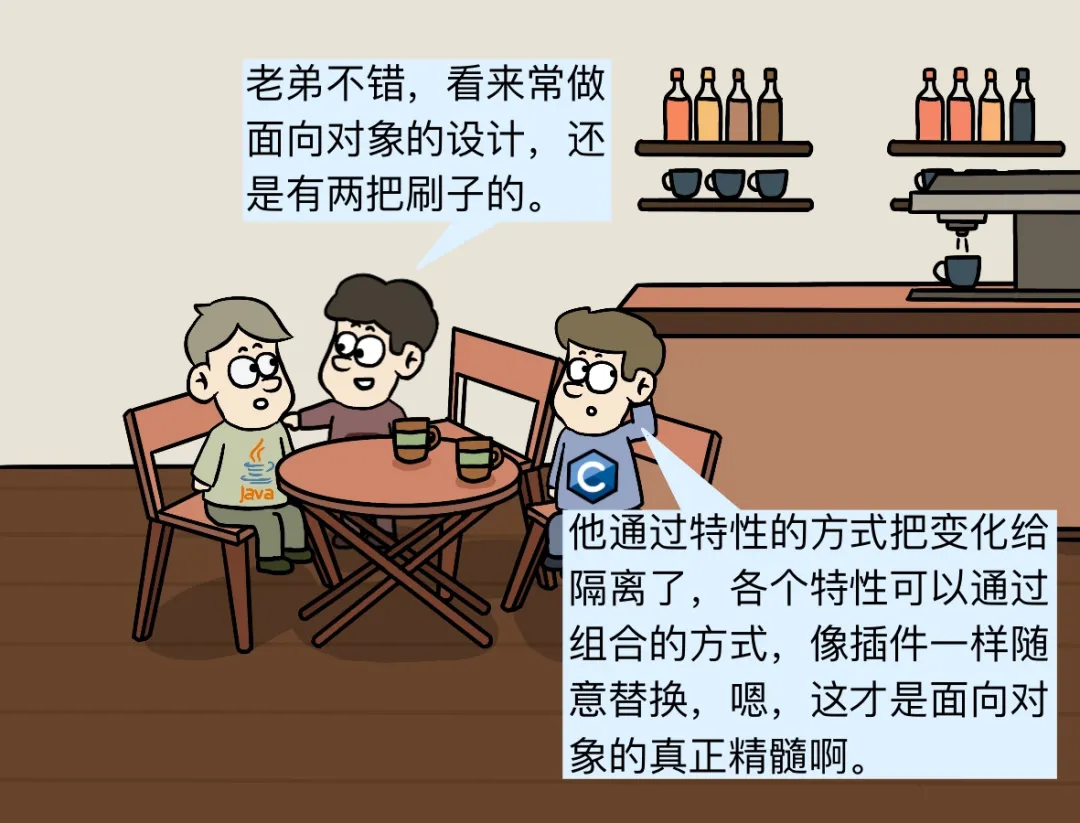 老弟不错，看来常做
面向对象的设计，还
是有两把刷子的。
java
C
他通过特性的方式把变化给
隔离了，各个特性可以通过
组合的方式，像插件一样随
意替换，嗯，这才是面向对
象的真正精髓啊。